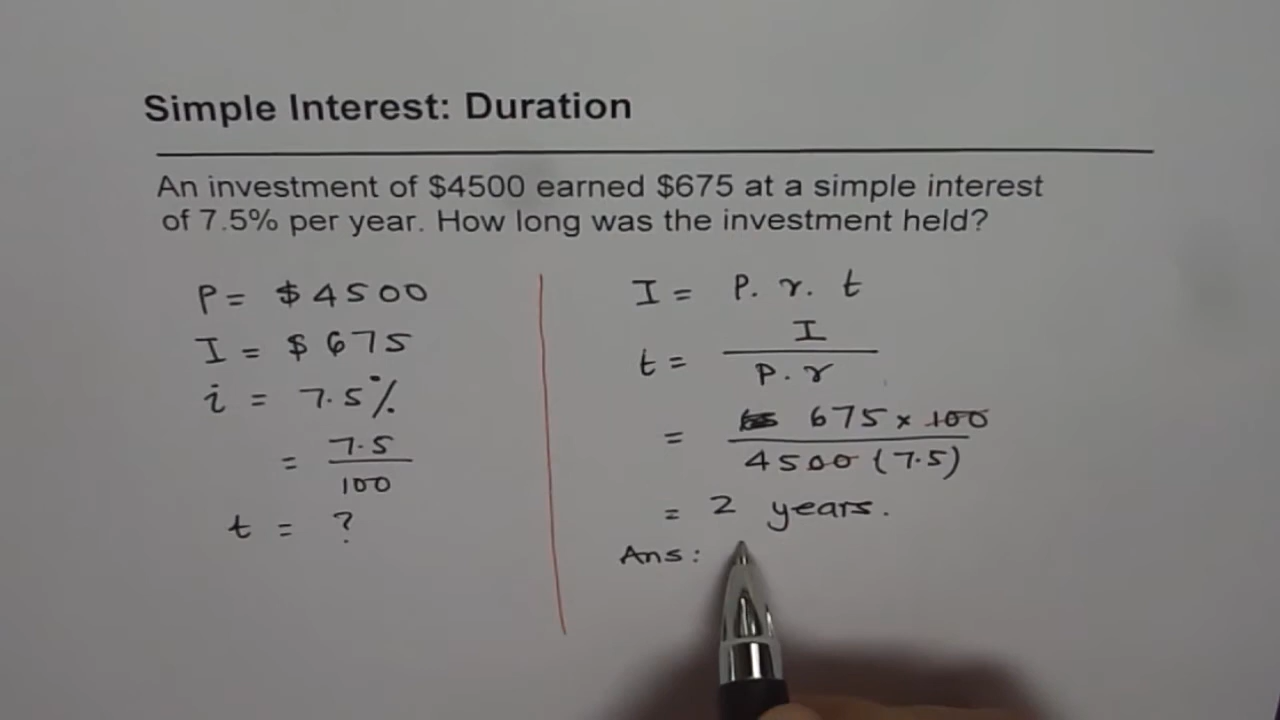 Simple Interest: Duration
An investment of $4500 earned $675 at a simple interest
of 7.5% per year. How long was the investment held?
P = $ 4500
I = $ 675
i = 7.5%
= 7.5
100
t = ?
I = P. r. t
t = I
P. r
= 675 × 100
4500 (7.5)
= 2 years.
Ans: